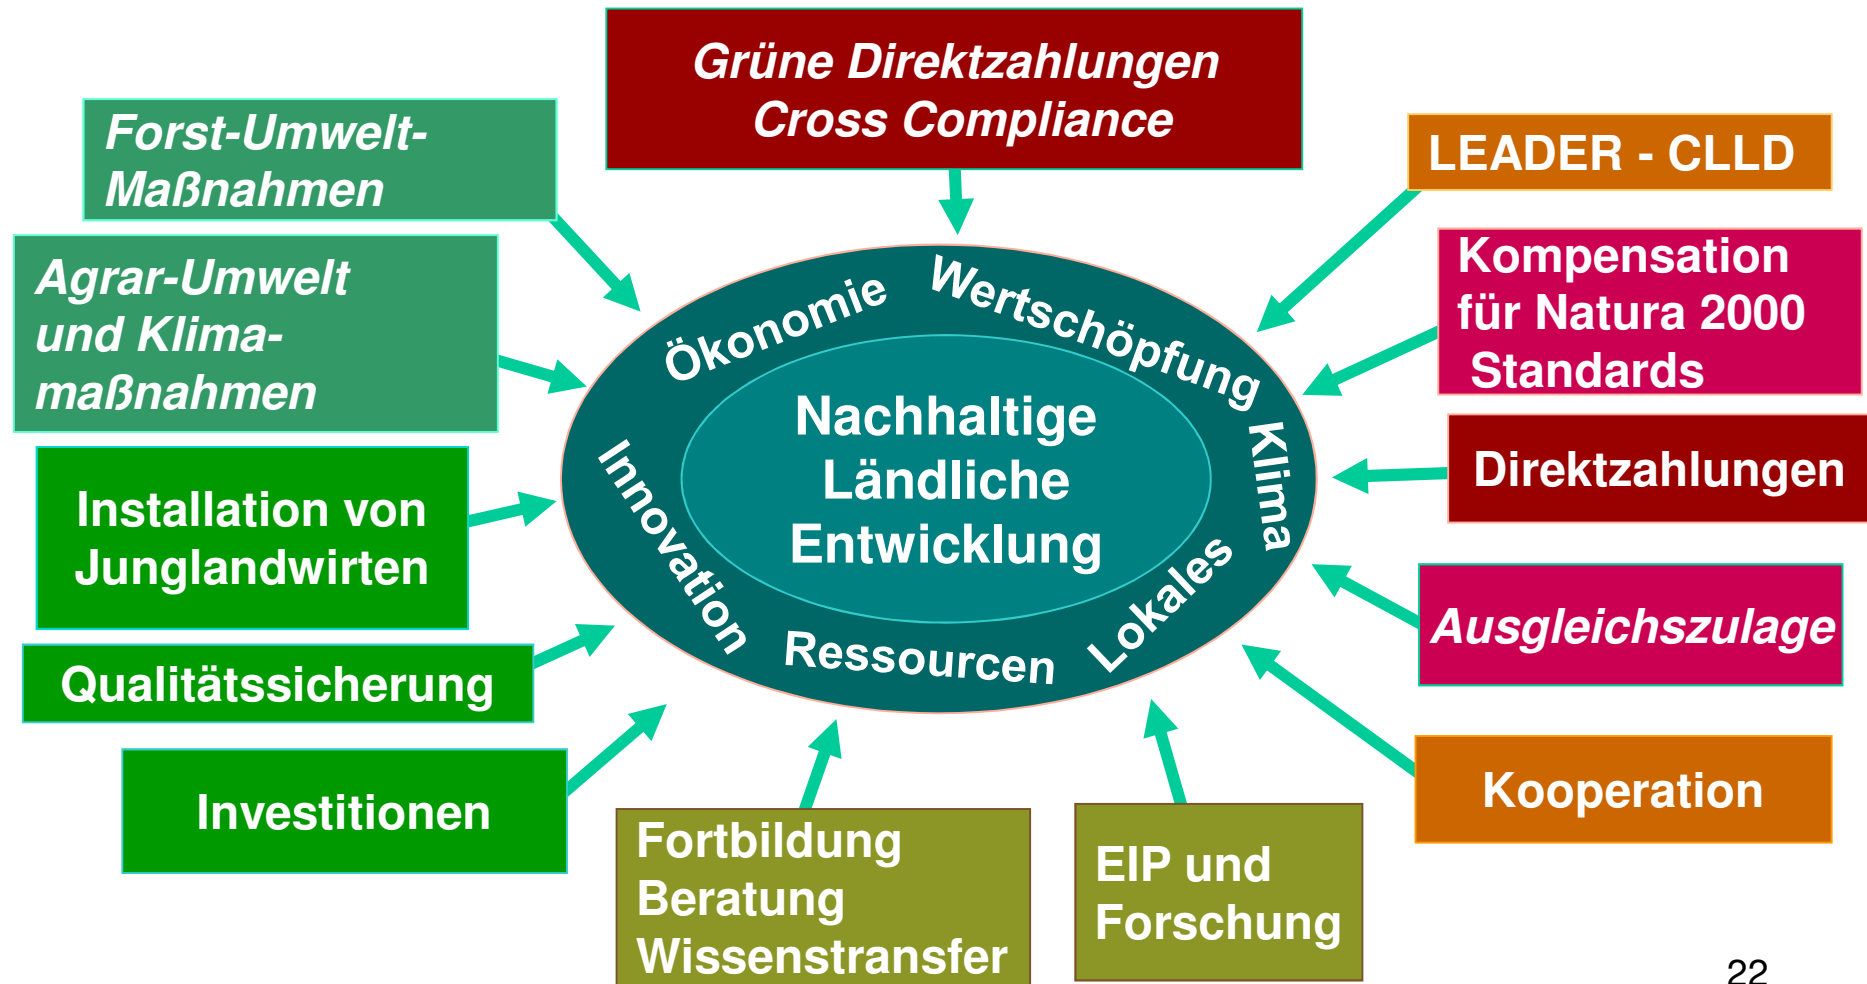 Grüne Direktzahlungen
Cross Compliance
Forst-Umwelt-
Maßnahmen
LEADER - CLLD
Agrar-Umwelt
und Klima-
maßnahmen
Kompensation
für Natura 2000
Standards
Ökonomie
Wertschöpfung
Klima
Lokales
Ressourcen
Innovation
Nachhaltige
Ländliche
Entwicklung
Installation von
Junglandwirten
Direktzahlungen
Qualitätssicherung
Ausgleichszulage
Investitionen
Kooperation
Fortbildung
Beratung
Wissenstransfer
EIP und
Forschung
22